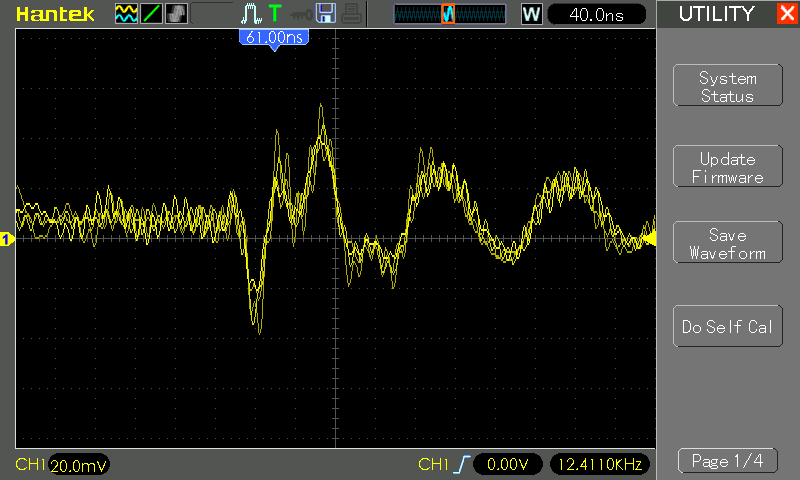 Hantek
T
W
40.0ns
UTILITY
X
61.00ns
System
Status
Update
Firmware
Save
Waveform
Do Self Cal
1
CH1
20.0mV
CH1
0.00V
12.4110KHz
Page 1/4